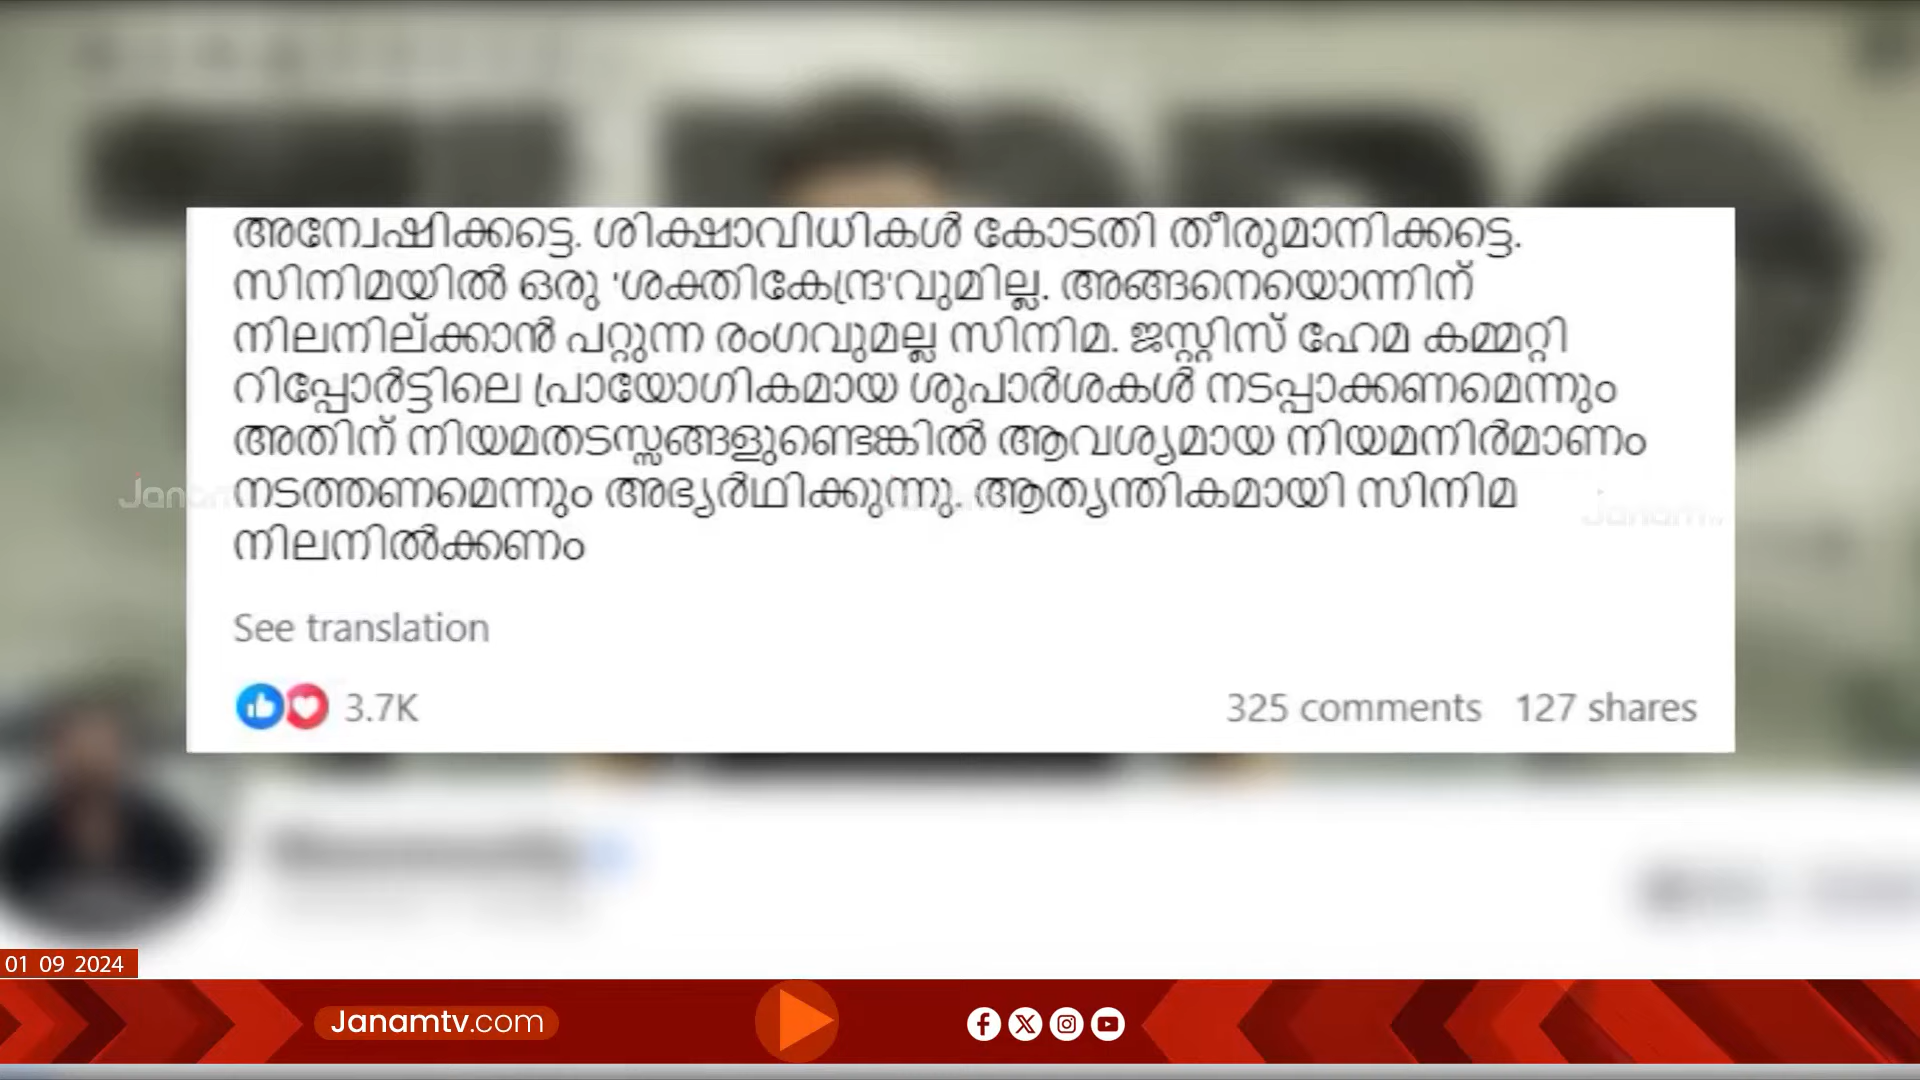 അന്വേഷിക്കട്ടെ. ശിക്ഷാവിധികൾ കോടതി തീരുമാനിക്കട്ടെ.
സിനിമയിൽ ഒരു 'ശക്തികേന്ദ്ര'വുമില്ല. അങ്ങനെയൊന്നിന്
നിലനില്ക്കാൻ പറ്റുന്ന രംഗവുമല്ല സിനിമ. ജസ്റ്റിസ് ഹേമ കമ്മറ്റി
റിപ്പോർട്ടിലെ പ്രായോഗികമായ ശുപാർശകൾ നടപ്പാക്കണമെന്നും
അതിന് നിയമതടസ്സങ്ങളുണ്ടെങ്കിൽ ആവശ്യമായ നിയമനിർമാണം
നടത്തണമെന്നും അഭ്യർഥിക്കുന്നു. ആത്യന്തികമായി സിനിമ
നിലനിൽക്കണം
See translation
3.7K 325 comments 127 shares
01 09 2024
Janamtv.com